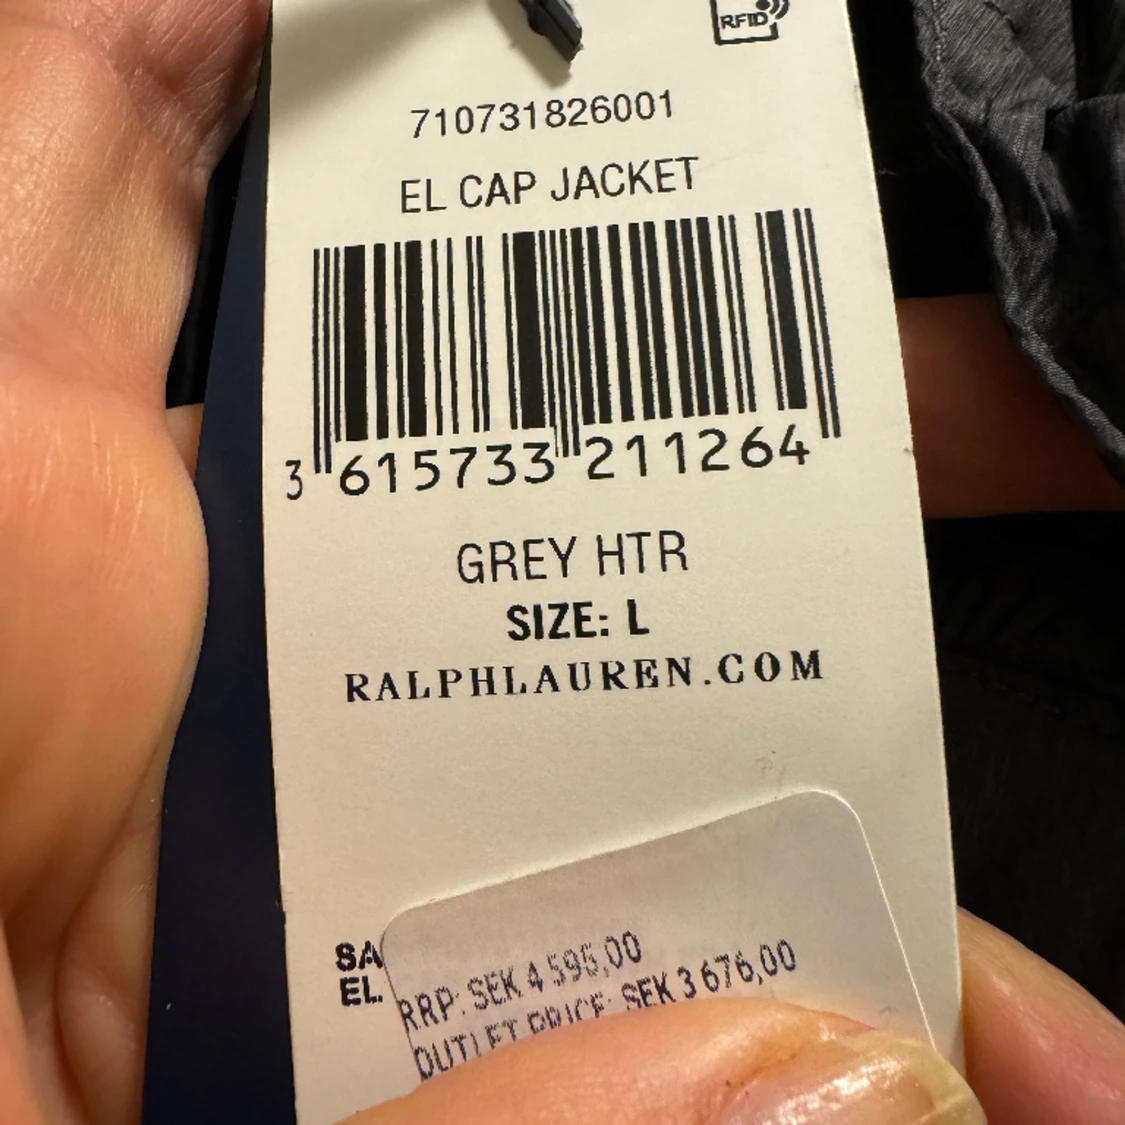 RFID
710731826001
EL CAP JACKET
3 615733 211264
GREY HTR
SIZE: L
RALPHLAUREN.COM
SA
EL.
RRP: SEK 4 595,00
OUTLET PRICE: SEK 3 676,00